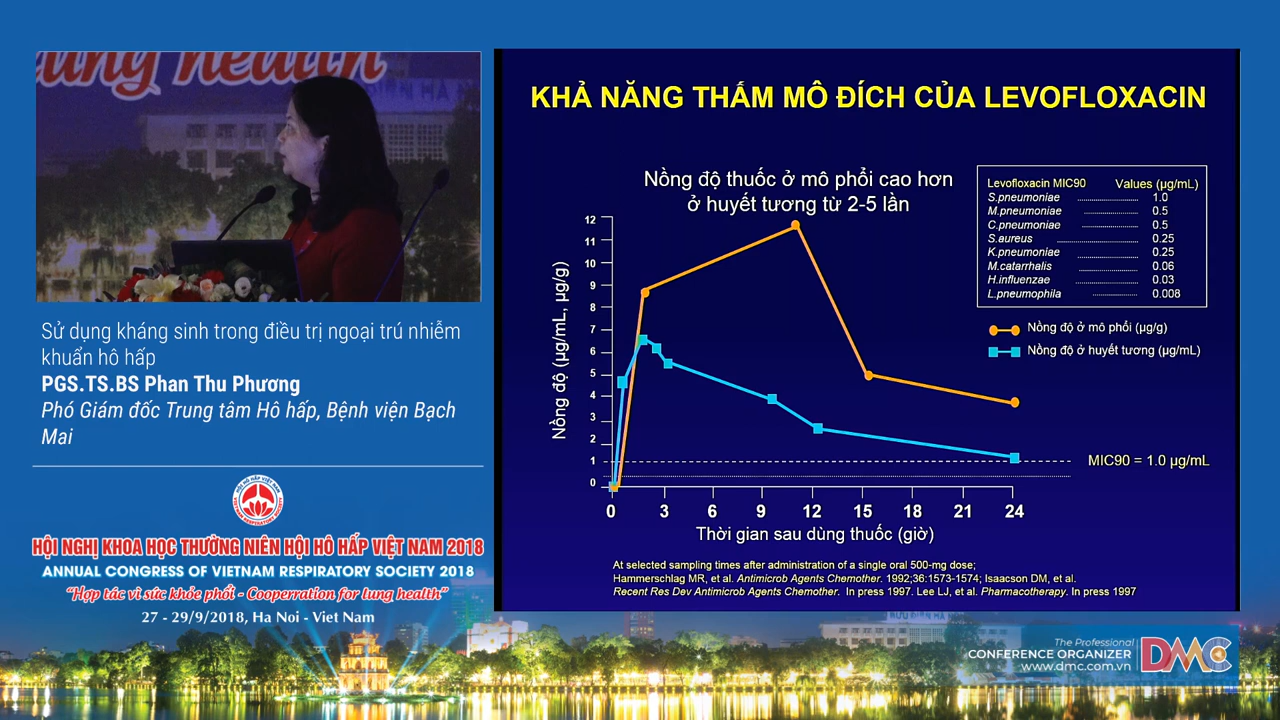 lung health
Sử dụng kháng sinh trong điều trị ngoại trú nhiễm
khuẩn hô hấp
PGS.TS.BS Phan Thu Phương
Phó Giám đốc Trung tâm Hô hấp, Bệnh viện Bạch
Mai
HỘI NGHỊ KHOA HỌC THƯỜNG NIÊN HỘI HÔ HẤP VIỆT NAM 2018
ANNUAL CONGRESS OF VIETNAM RESPIRATORY SOCIETY 2018
“Hợp tác vì sức khỏe phổi - Cooperration for lung health”
27 - 29/9/2018, Ha Noi - Viet Nam
KHẢ NĂNG THẤM MÔ ĐÍCH CỦA LEVOFLOXACIN
Nồng độ thuốc ở mô phổi cao hơn
ở huyết tương từ 2-5 lần
Levofloxacin MIC90 Values (µg/mL)
S.pneumoniae 1.0
M.pneumoniae 0.5
C.pneumoniae 0.5
S.aureus 0.25
K.pneumoniae 0.25
M.catarrhalis 0.06
H.influenzae 0.03
L.pneumophila 0.008
Nồng độ ở mô phổi (µg/g)
Nồng độ ở huyết tương (µg/mL)
Nồng độ (µg/mL, µg/g)
12
11
10
9
8
7
6
5
4
3
2
1
0
MIC90 = 1.0 µg/mL
0 3 6 9 12 15 18 21 24
Thời gian sau dùng thuốc (giờ)
At selected sampling times after administration of a single oral 500-mg dose;
Hammerschlag MR, et al. Antimicrob Agents Chemother. 1992;36:1573-1574; Isaacson DM, et al.
Recent Res Dev Antimicrob Agents Chemother. In press 1997. Lee LJ, et al. Pharmacotherapy. In press 1997
The Professional
CONFERENCE ORGANIZER
www.dmc.com.vn
DMC